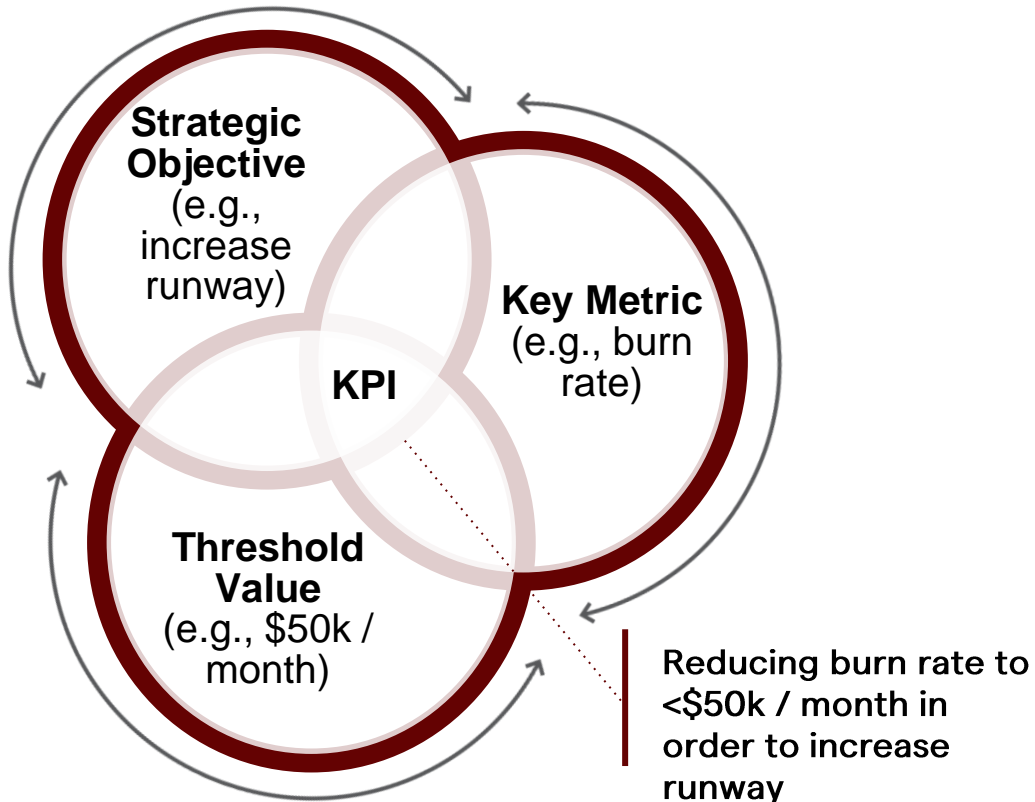 Strategic
Objective
(e.g.,
increase
runway)
Key Metric
(e.g., burn
rate)
KPI
Threshold
Value
(e.g., $50k /
month)
Reducing burn rate to
<$50k / month in
order to increase
runway